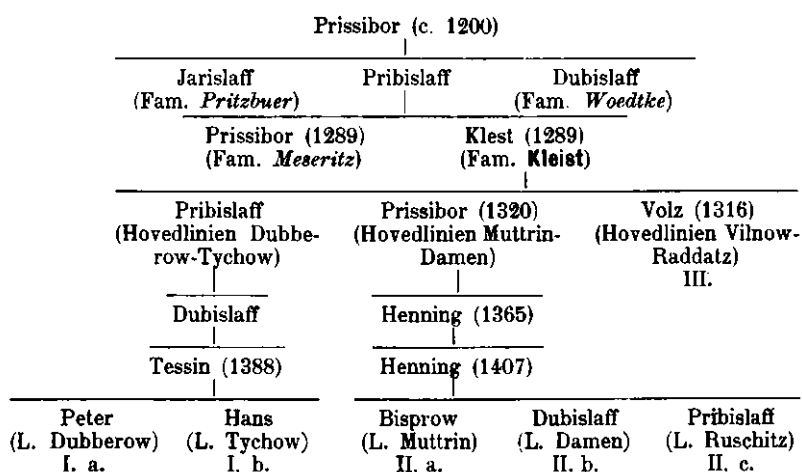 Prissibor (c. 1200)
Jarislaff Pribislaff Dubislaff
(Fam. Pritzbuer) (Fam. Woedtke)
Prissibor (1289) Klest (1289)
(Fam. Meseritz) (Fam. Kleist)
Pribislaff Prissibor (1320) Volz (1316)
(Hovedlinien Dubbe- (Hovedlinien Muttrin- (Hovedlinien Vilnow-
row-Tychow) Damen) Raddatz)
III.
Dubislaff Henning (1365)
Tessin (1388) Henning (1407)
Peter Hans Bisprow Dubislaff Pribislaff
(L. Dubberow) (L. Tychow) (L. Muttrin) (L. Damen) (L. Ruschitz)
I. a. I. b. II. a. II. b. II. c.